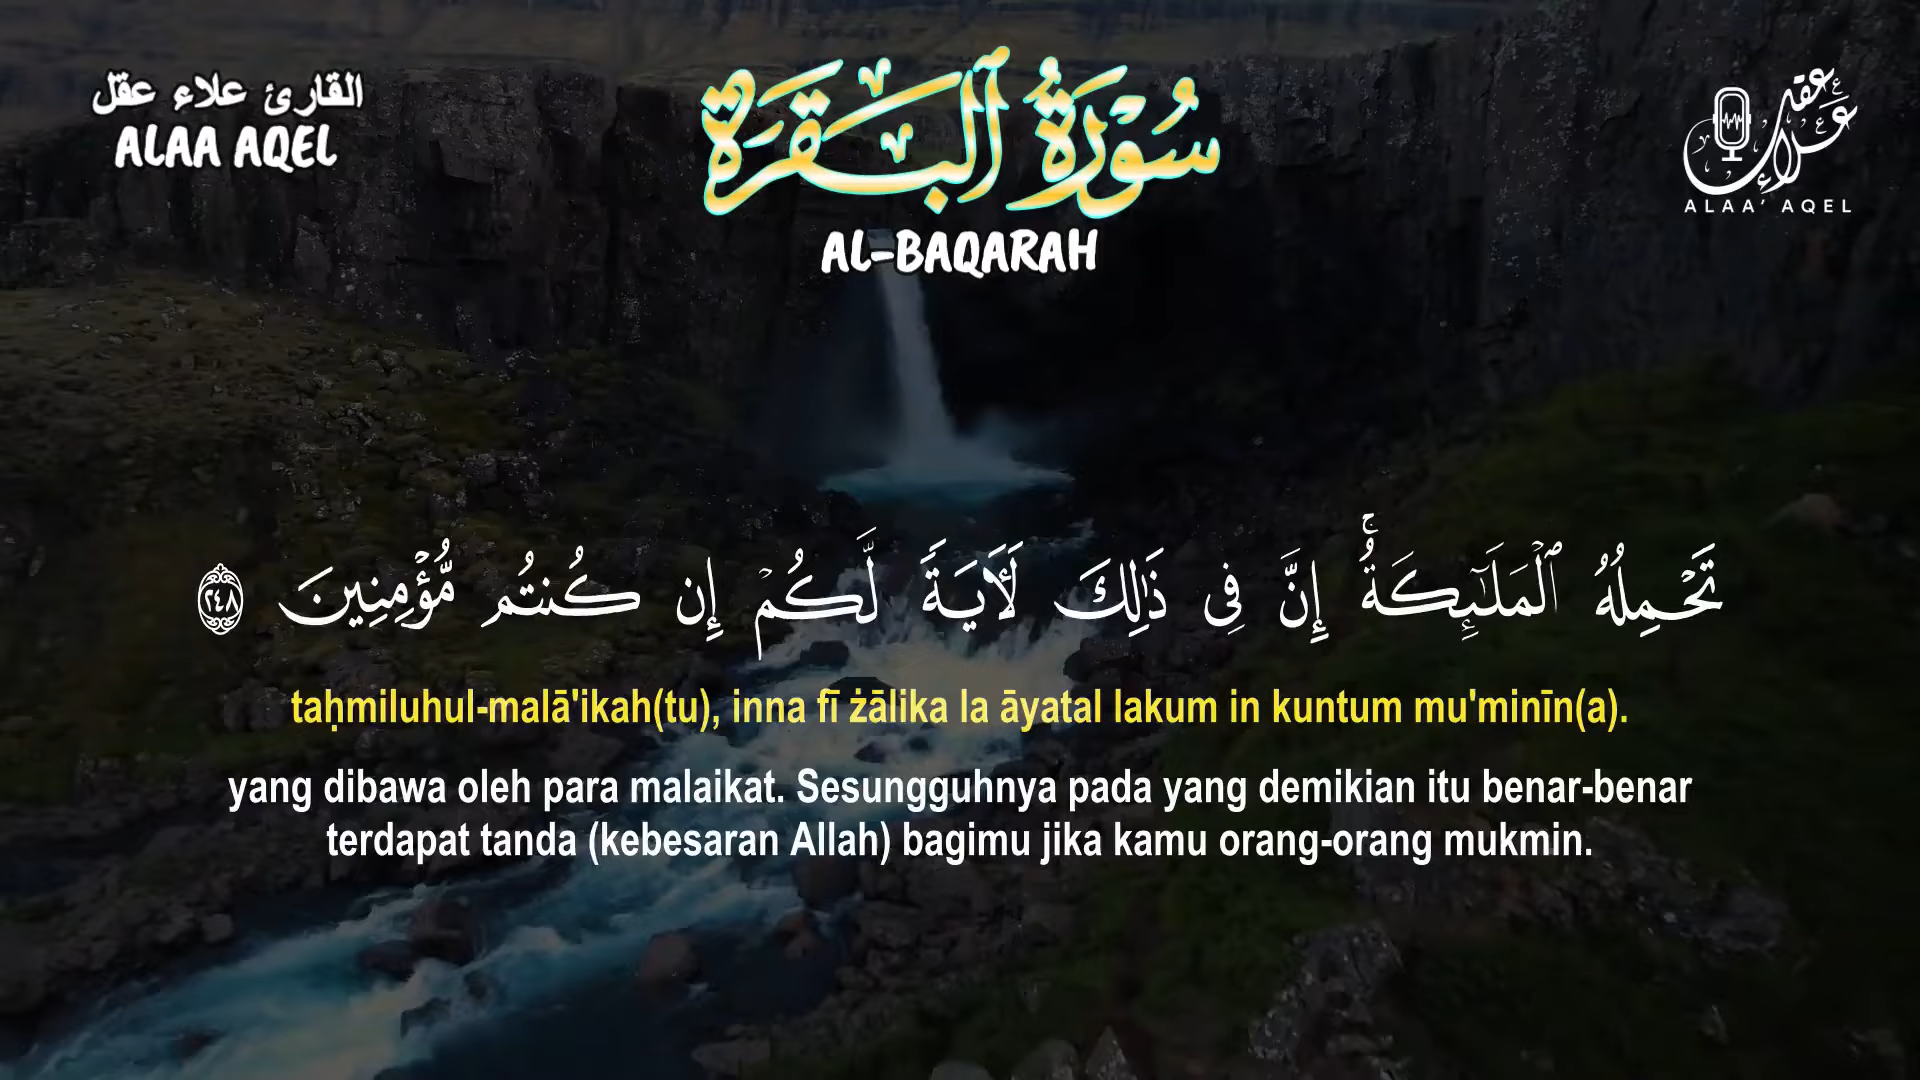 القارئ علاء عقل
ALAA AQEL
سُوْرَةُ ٱلْبَقَرَة
AL-BAQARAH
علاء عقل
ALAA' AQEL
تَحْمِلُهُ ٱلْمَلَـٰٓئِكَةُۚ إِنَّ فِى ذَٰلِكَ لَـَٔايَةً لَّكُمْ إِن كُنتُم مُّؤْمِنِينَ ٢٤٨
taḥmiluhul-malā'ikah(tu), inna fī żālika la āyatal lakum in kuntum mu'minīn(a).
yang dibawa oleh para malaikat. Sesungguhnya pada yang demikian itu benar-benar
terdapat tanda (kebesaran Allah) bagimu jika kamu orang-orang mukmin.